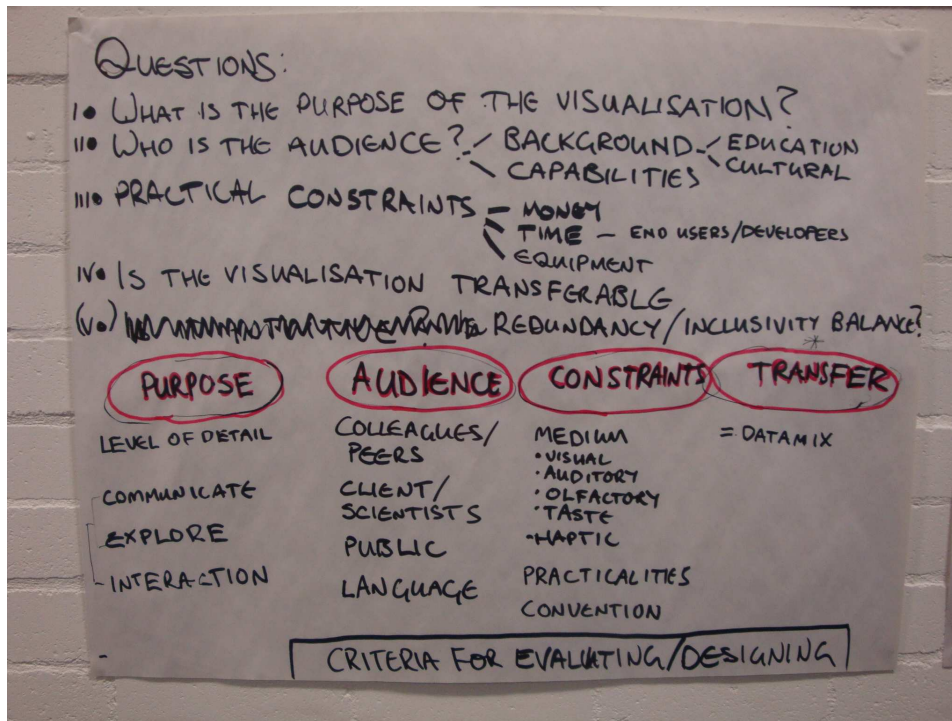 QUESTIONS:
I• WHAT IS THE PURPOSE OF THE VISUALISATION?
II• WHO IS THE AUDIENCE? BACKGROUND EDUCATION
CAPABILITIES CULTURAL
III• PRACTICAL CONSTRAINTS - MONEY
TIME - END USERS/DEVELOPERS
EQUIPMENT
IV• IS THE VISUALISATION TRANSFERABLE
(V•) REDUNDANCY/INCLUSIVITY BALANCE?
*
PURPOSE AUDIENCE CONSTRAINTS TRANSFER
LEVEL OF DETAIL
COMMUNICATE
EXPLORE
INTERACTION
COLLEAGUES/
PEERS
CLIENT/
SCIENTISTS
PUBLIC
LANGUAGE
MEDIUM
• VISUAL
• AUDITORY
• OLFACTORY
• TASTE
• HAPTIC
PRACTICALITIES
CONVENTION
= DATAMIX
CRITERIA FOR EVALUATING/DESIGNING